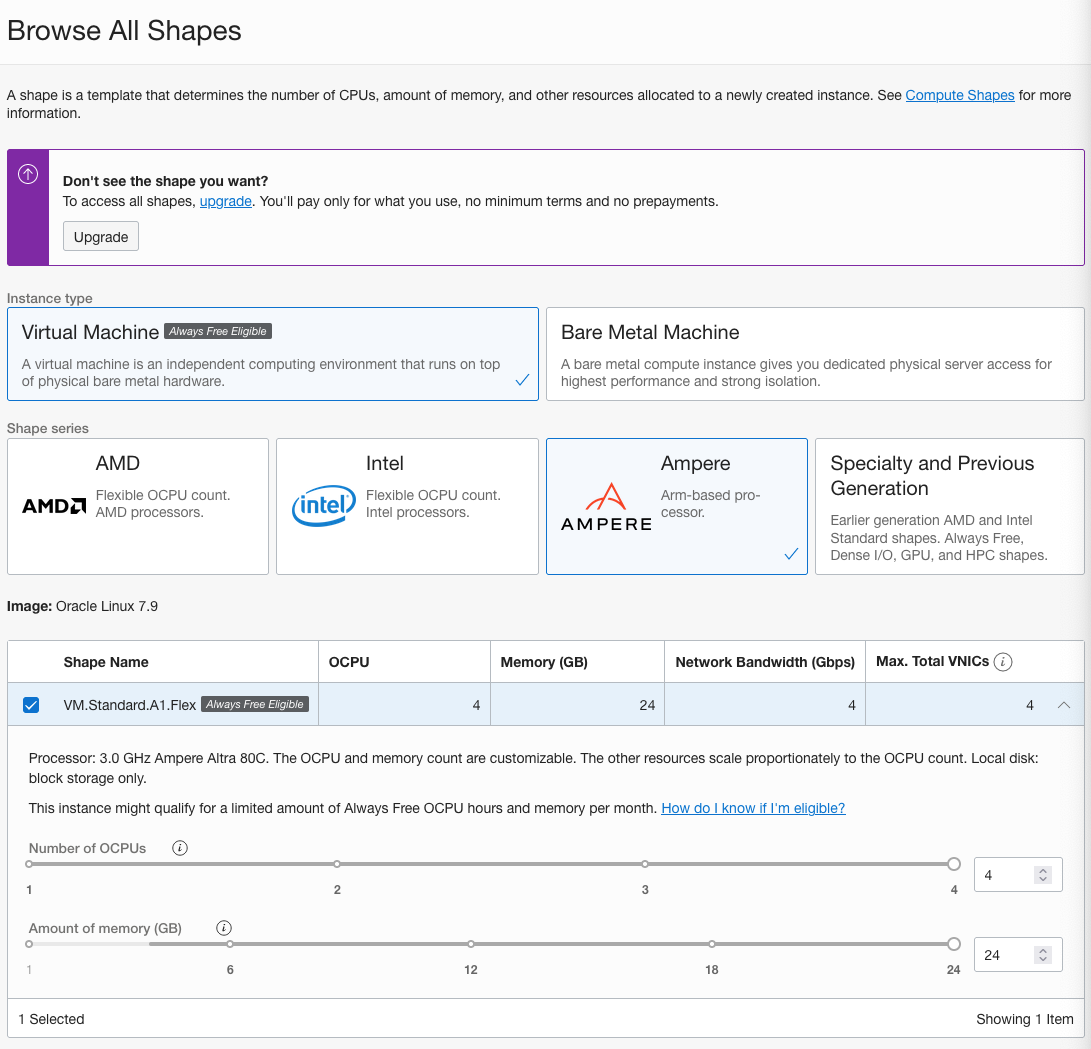 Browse All Shapes
A shape is a template that determines the number of CPUs, amount of memory, and other resources allocated to a newly created instance. See Compute Shapes for more
information.
Don't see the shape you want?
To access all shapes, upgrade. You'll pay only for what you use, no minimum terms and no prepayments.
Upgrade
Instance type
Virtual Machine Always Free Eligible
A virtual machine is an independent computing environment that runs on top
of physical bare metal hardware.
Bare Metal Machine
A bare metal compute instance gives you dedicated physical server access for
highest performance and strong isolation.
Shape series
AMD
AMD
Flexible OCPU count.
AMD processors.
Intel
intel
Flexible OCPU count.
Intel processors.
Ampere
AMPERE
Arm-based pro-
cessor.
Specialty and Previous
Generation
Earlier generation AMD and Intel
Standard shapes. Always Free,
Dense I/O, GPU, and HPC shapes.
Image: Oracle Linux 7.9
Shape Name OCPU Memory (GB) Network Bandwidth (Gbps) Max. Total VNICs i
VM.Standard.A1.Flex Always Free Eligible 4 24 4 4
Processor: 3.0 GHz Ampere Altra 80C. The OCPU and memory count are customizable. The other resources scale proportionately to the OCPU count. Local disk:
block storage only.
This instance might qualify for a limited amount of Always Free OCPU hours and memory per month. How do I know if I'm eligible?
Number of OCPUs i
1 2 3 4
4
Amount of memory (GB) i
1 6 12 18 24
24
1 Selected Showing 1 Item